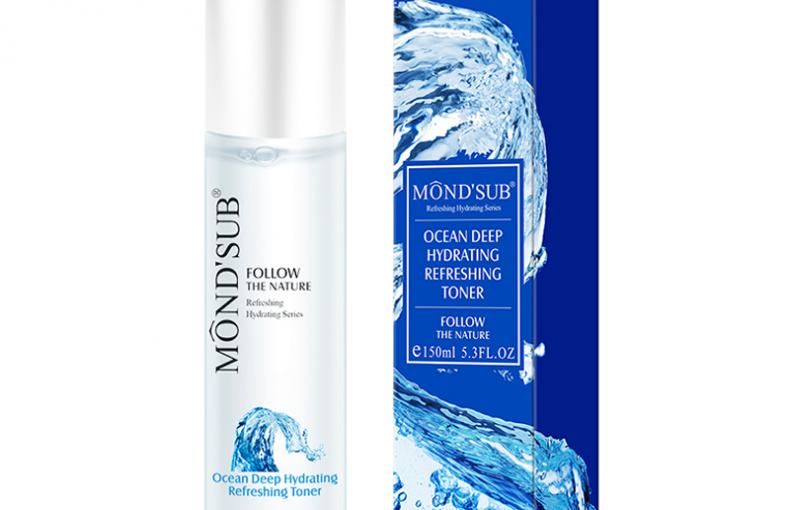 MÔND'SUB®
FOLLOW
THE NATURE
Refreshing
Hydrating Series
Ocean Deep Hydrating
Refreshing Toner
MÔND'SUB®
Refreshing Hydrating Series
OCEAN DEEP
HYDRATING
REFRESHING
TONER
FOLLOW
THE NATURE
e150ml 5.3FL.OZ